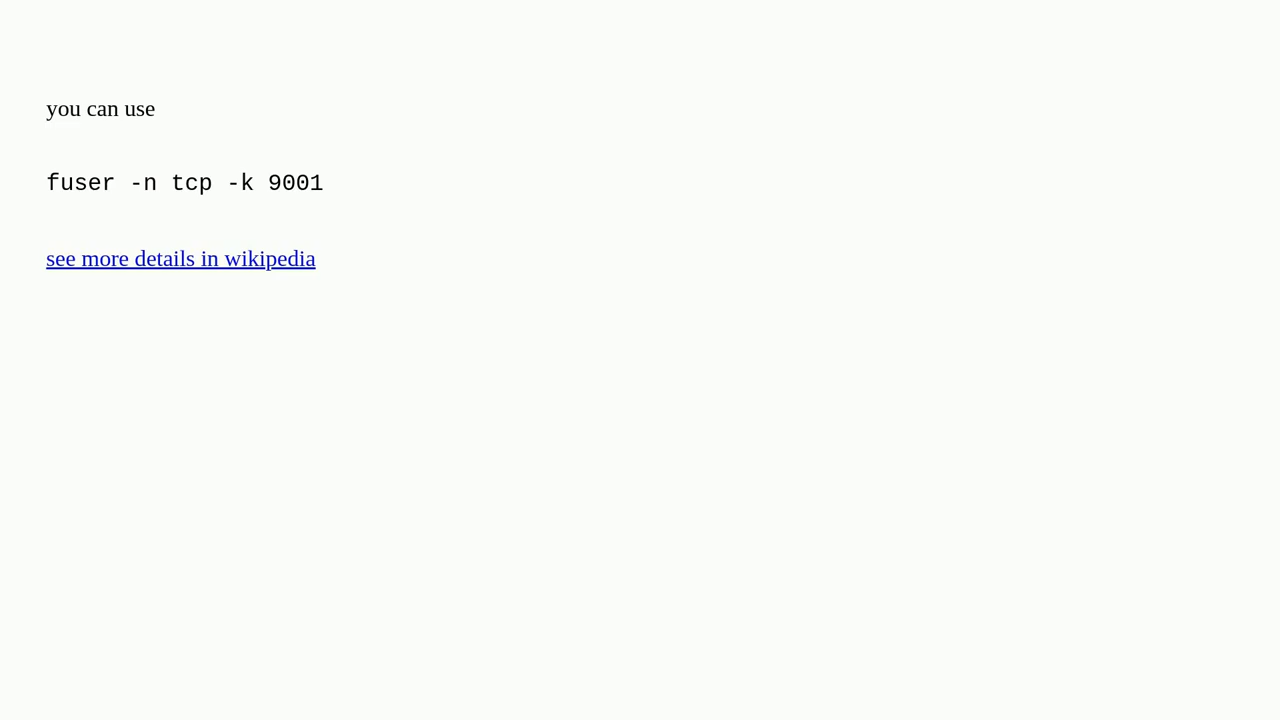 you can use
fuser -n tcp -k 9001
see more details in wikipedia